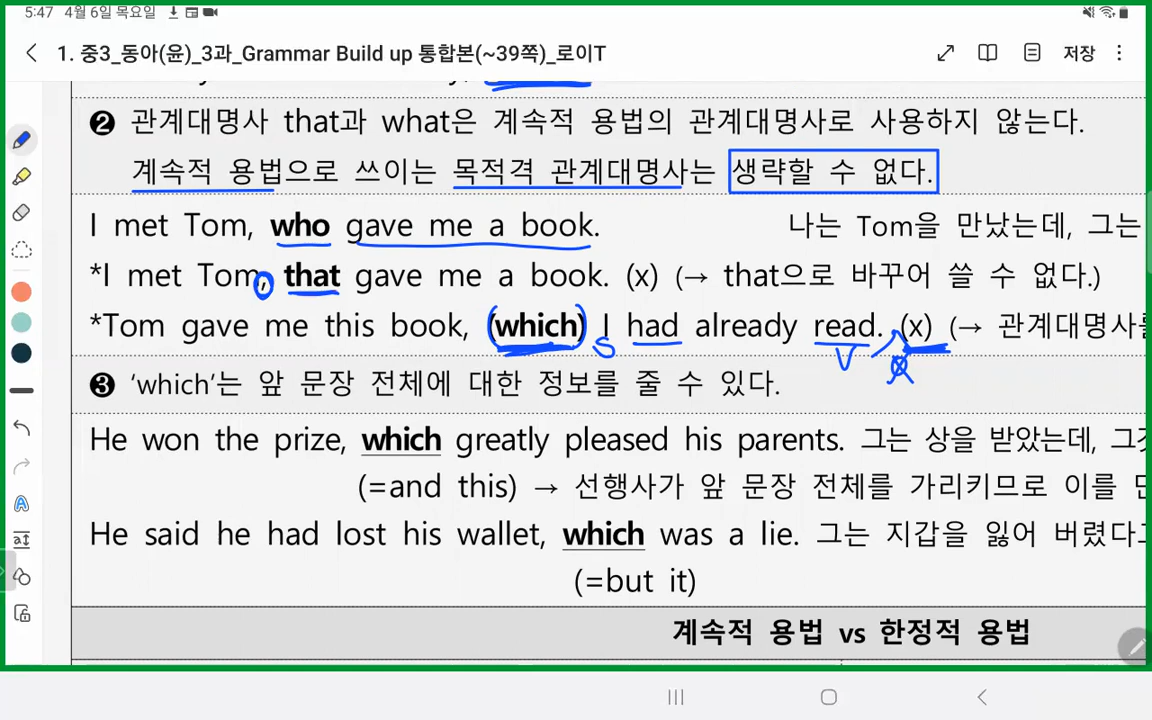 5:47 4월 6일 목요일
1. 중3_동아(윤)_3과_Grammar Build up 통합본(~39쪽)_로이T
저장
❷ 관계대명사 that과 what은 계속적 용법의 관계대명사로 사용하지 않는다.
계속적 용법으로 쓰이는 목적격 관계대명사는 생략할 수 없다.
I met Tom, who gave me a book. 나는 Tom을 만났는데, 그는
*I met Tom, that gave me a book. (x) (→ that으로 바꾸어 쓸 수 없다.)
*Tom gave me this book, (which) I had already read. (x) (→ 관계대명사를
S V
❸ ‘which’는 앞 문장 전체에 대한 정보를 줄 수 있다.
He won the prize, which greatly pleased his parents. 그는 상을 받았는데, 그것
(=and this) → 선행사가 앞 문장 전체를 가리키므로 이를 단
He said he had lost his wallet, which was a lie. 그는 지갑을 잃어 버렸다고
(=but it)
계속적 용법 vs 한정적 용법